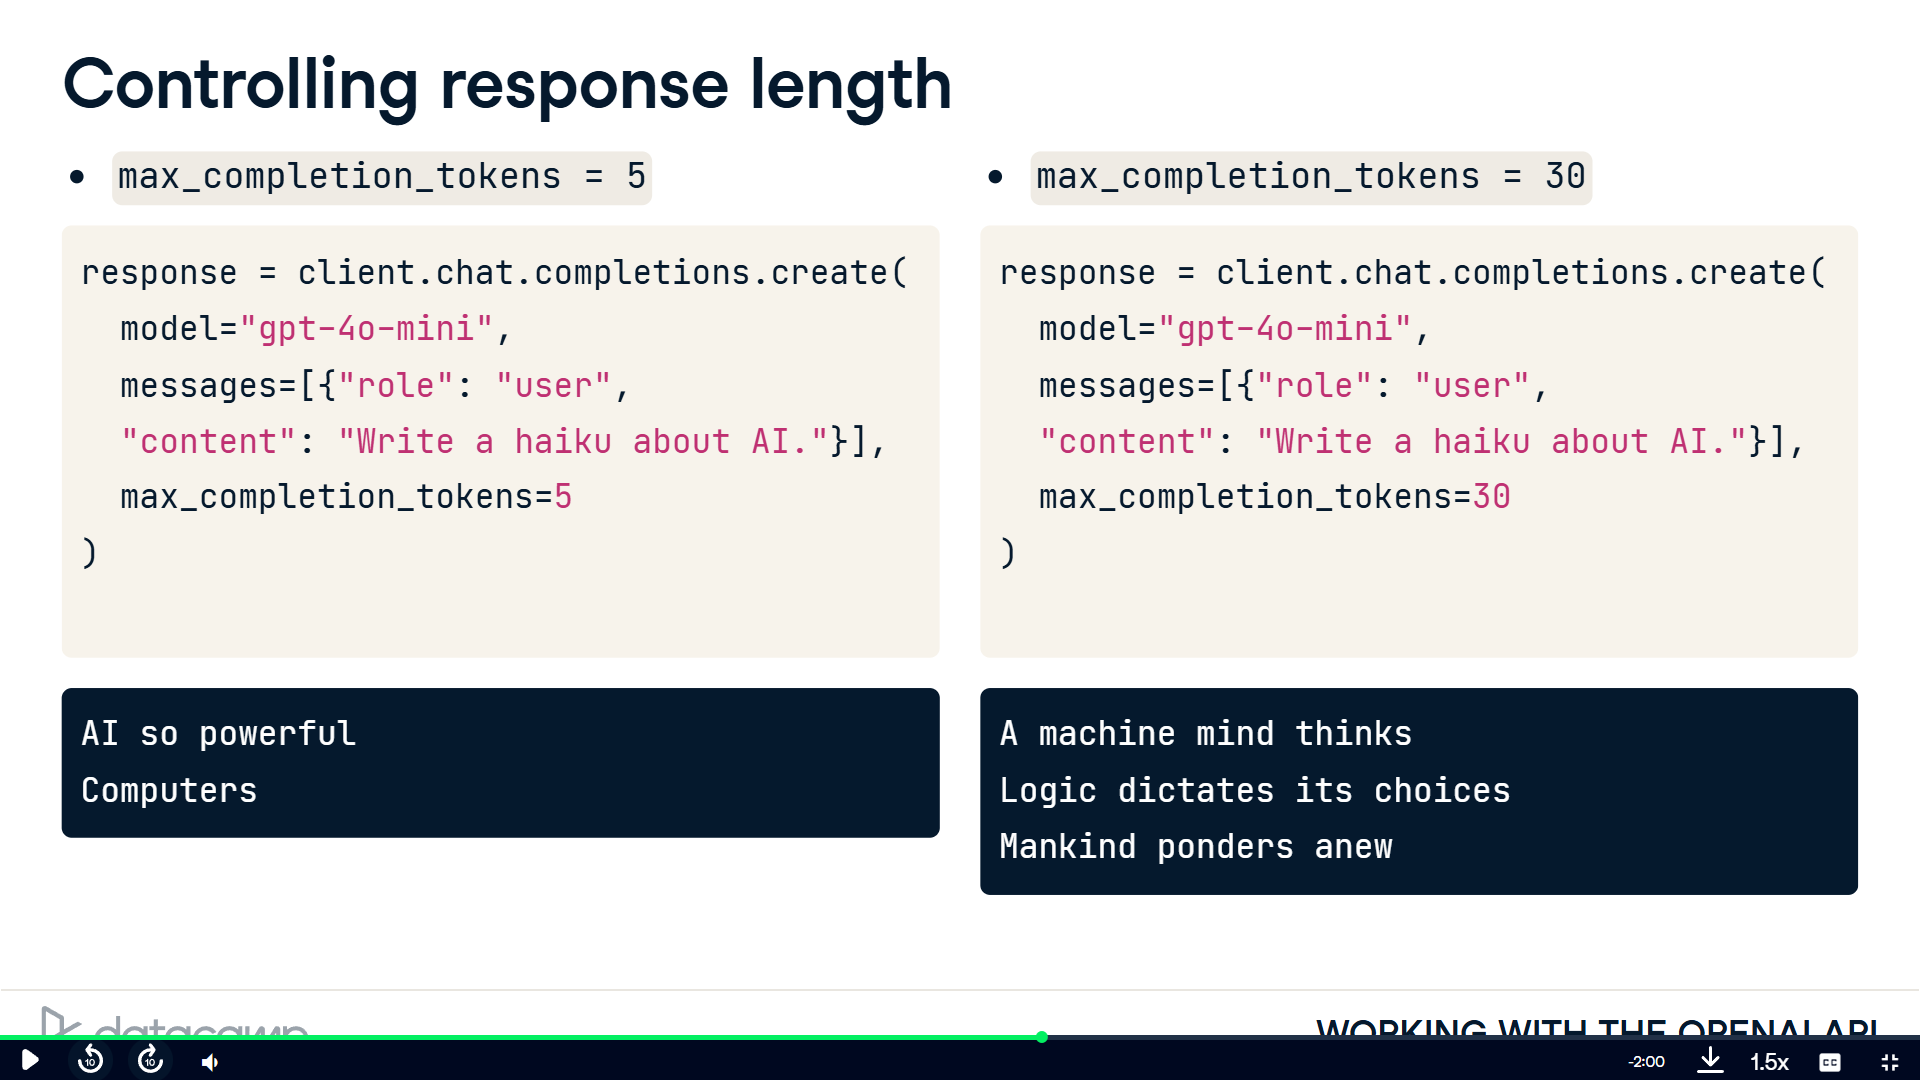 Controlling response length
• max_completion_tokens = 5
response = client.chat.completions.create(
  model="gpt-4o-mini",
  messages=[{"role": "user",
  "content": "Write a haiku about AI."}],
  max_completion_tokens=5
)
AI so powerful
Computers
• max_completion_tokens = 30
response = client.chat.completions.create(
  model="gpt-4o-mini",
  messages=[{"role": "user",
  "content": "Write a haiku about AI."}],
  max_completion_tokens=30
)
A machine mind thinks
Logic dictates its choices
Mankind ponders anew
datacamp
WORKING WITH THE OPENAI API
10
10
-2:00
1.5x
CC